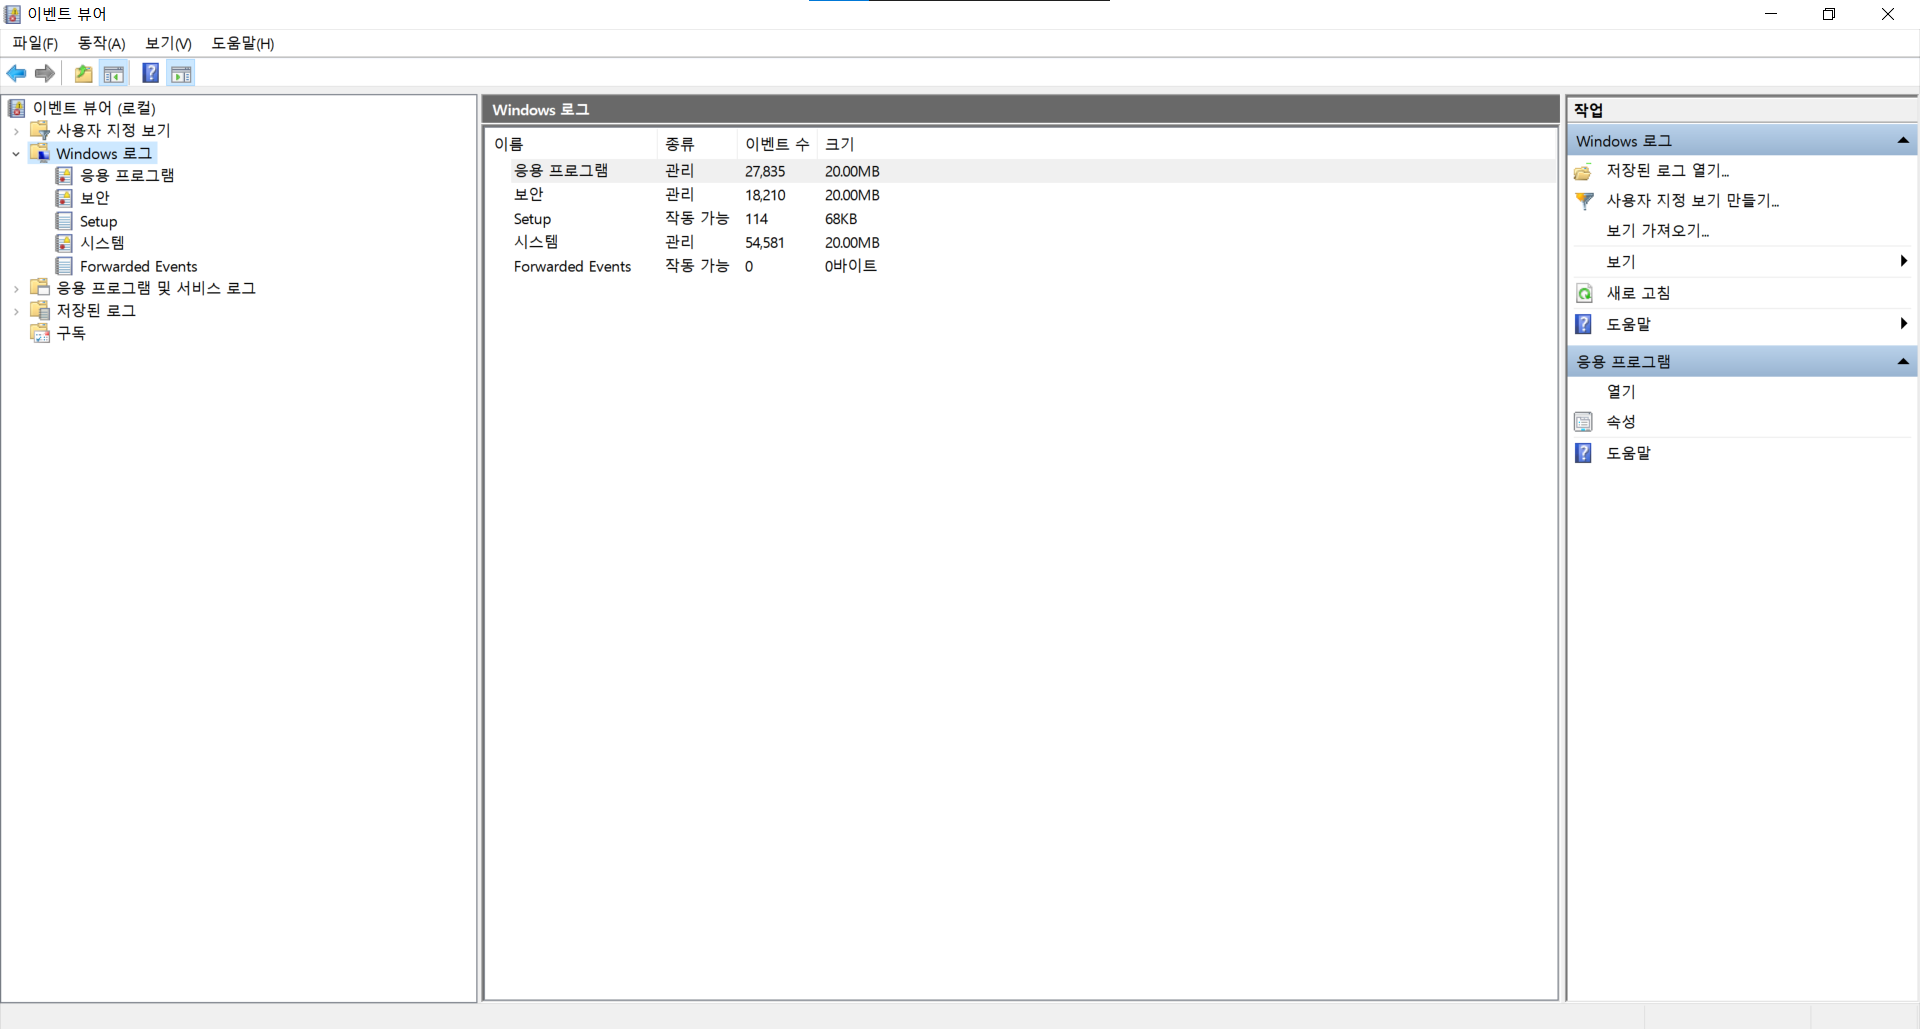 이벤트 뷰어
파일(F) 동작(A) 보기(V) 도움말(H)
이벤트 뷰어 (로컬)
사용자 지정 보기
Windows 로그
응용 프로그램
보안
Setup
시스템
Forwarded Events
응용 프로그램 및 서비스 로그
저장된 로그
구독
Windows 로그
이름 종류 이벤트 수 크기
응용 프로그램 관리 27,835 20.00MB
보안 관리 18,210 20.00MB
Setup 작동 가능 114 68KB
시스템 관리 54,581 20.00MB
Forwarded Events 작동 가능 0 0바이트
작업
Windows 로그
저장된 로그 열기...
사용자 지정 보기 만들기...
보기 가져오기...
보기
새로 고침
도움말
응용 프로그램
열기
속성
도움말